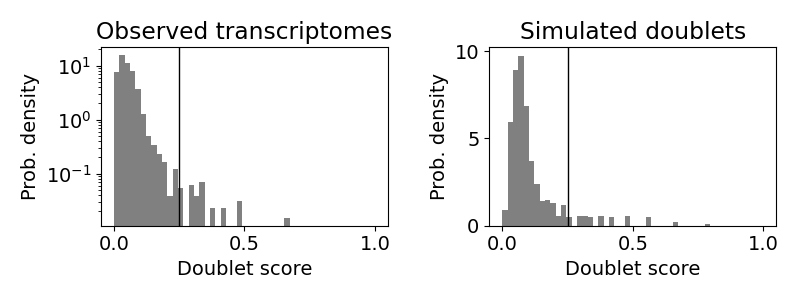 Observed transcriptomes
Prob. density
10¹
10⁰
10⁻¹
0.0 0.5 1.0
Doublet score
Simulated doublets
Prob. density
10
5
0
0.0 0.5 1.0
Doublet score